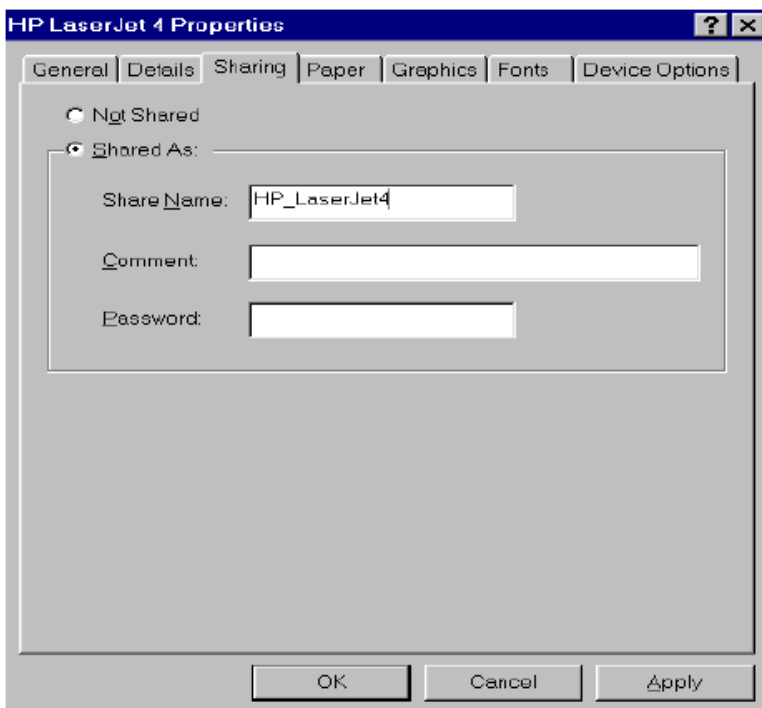 HP LaserJet 4 Properties
General Details Sharing Paper Graphics Fonts Device Options
Not Shared
Shared As:
Share Name: HP_LaserJet4
Comment:
Password:
OK Cancel Apply